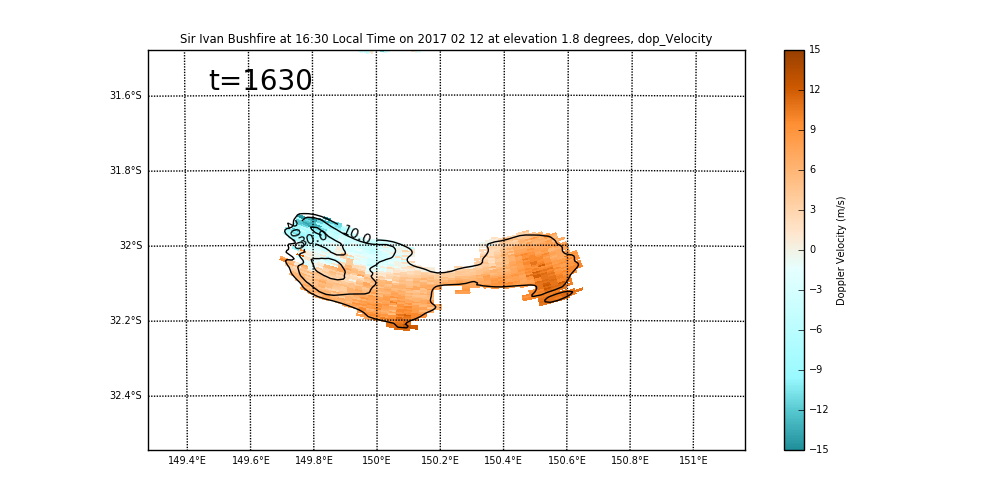 Sir Ivan Bushfire at 16:30 Local Time on 2017 02 12 at elevation 1.8 degrees, dop_Velocity
t=1630
31.6°S
31.8°S
32°S
32.2°S
32.4°S
149.4°E 149.6°E 149.8°E 150°E 150.2°E 150.4°E 150.6°E 150.8°E 151°E
10.0
30.0
15
12
9
6
3
0
−3
−6
−9
−12
−15
Doppler Velocity (m/s)